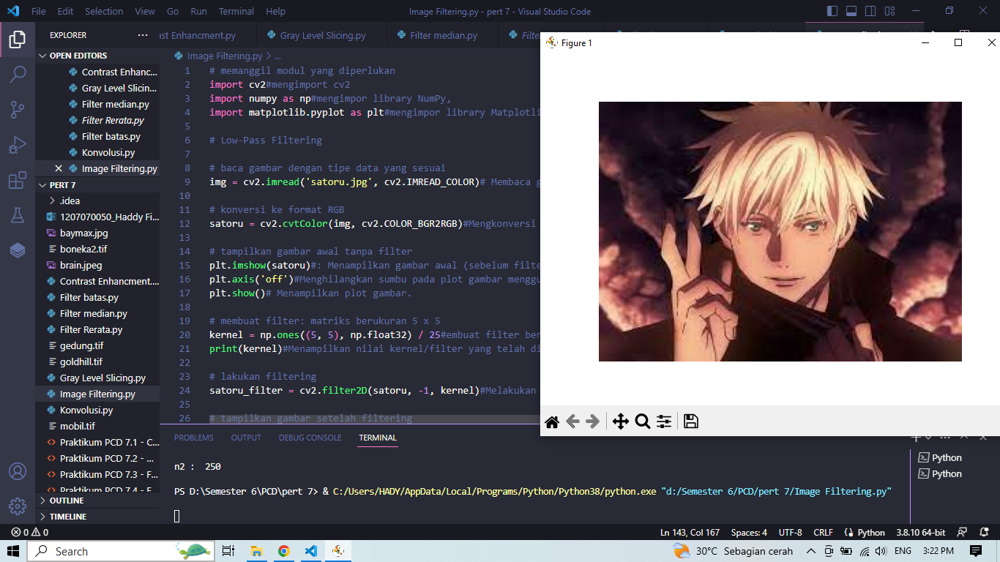 File Edit Selection View Go Run Terminal Help
Image Filtering.py - pert 7 - Visual Studio Code
EXPLORER ...
ast Enhancment.py Gray Level Slicing.py Filter median.py Filte
Figure 1
OPEN EDITORS
Contrast Enhanc...
Gray Level Slicin...
Filter median.py
Filter Rerata.py
Filter batas.py
Konvolusi.py
Image Filtering.py
PERT 7
.idea
1207070050_Haddy Fi...
baymax.jpg
boneka2.tif
brain.jpeg
Contrast Enhancment....
Filter batas.py
Filter median.py
Filter Rerata.py
gedung.tif
goldhill.tif
Gray Level Slicing.py
Image Filtering.py
Konvolusi.py
mobil.tif
Praktikum PCD 7.1 - C...
Praktikum PCD 7.2 - ...
Praktikum PCD 7.3 - F...
Praktikum PCD 7.4 - F
OUTLINE
TIMELINE
Image Filtering.py > ...
1 # memanggil modul yang diperlukan
2 import cv2#mengimport cv2
3 import numpy as np#mengimpor library NumPy,
4 import matplotlib.pyplot as plt#mengimpor library Matplotli
5
6 # Low-Pass Filtering
7
8 # baca gambar dengan tipe data yang sesuai
9 img = cv2.imread('satoru.jpg', cv2.IMREAD_COLOR)# Membaca g
10
11 # konversi ke format RGB
12 satoru = cv2.cvtColor(img, cv2.COLOR_BGR2RGB)#Mengkonversi
13
14 # tampilkan gambar awal tanpa filter
15 plt.imshow(satoru)#: Menampilkan gambar awal (sebelum filte
16 plt.axis('off')#Menghilangkan sumbu pada plot gambar menggu
17 plt.show()# Menampilkan plot gambar.
18
19 # membuat filter: matriks berukuran 5 x 5
20 kernel = np.ones((5, 5), np.float32) / 25#embuat filter ber
21 print(kernel)#Menampilkan nilai kernel/filter yang telah di
22
23 # lakukan filtering
24 satoru_filter = cv2.filter2D(satoru, -1, kernel)#Melakukan
25
26 # tampilkan gambar setelah filtering
PROBLEMS OUTPUT DEBUG CONSOLE TERMINAL
n2 : 250
PS D:\Semester 6\PCD\pert 7> & C:/Users/HADY/AppData/Local/Programs/Python/Python38/python.exe "d:/Semester 6/PCD/pert 7/Image Filtering.py"
Python
Python
0 0
Ln 143, Col 167 Spaces: 4 UTF-8 CRLF Python 3.8.10 64-bit
Search
30°C Sebagian cerah ENG 3:22 PM